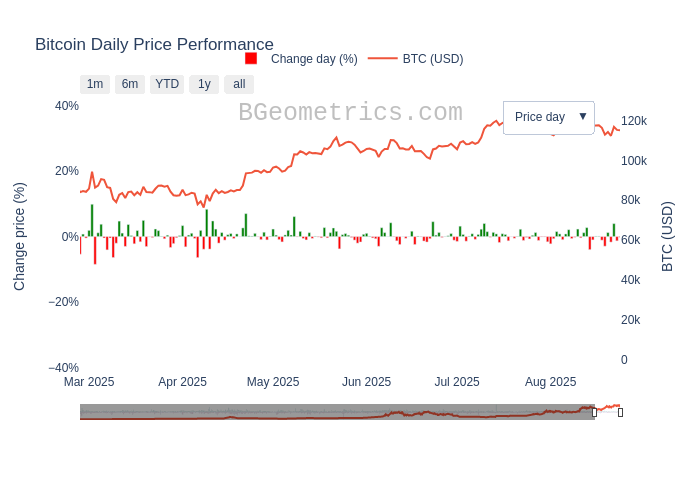 Bitcoin Daily Price Performance
Change day (%)
BTC (USD)
1m
6m
YTD
1y
all
BGeometrics.com
Price day
▼
40%
20%
0%
−20%
−40%
Change price (%)
120k
100k
80k
60k
40k
20k
0
BTC (USD)
Mar 2025
Apr 2025
May 2025
Jun 2025
Jul 2025
Aug 2025